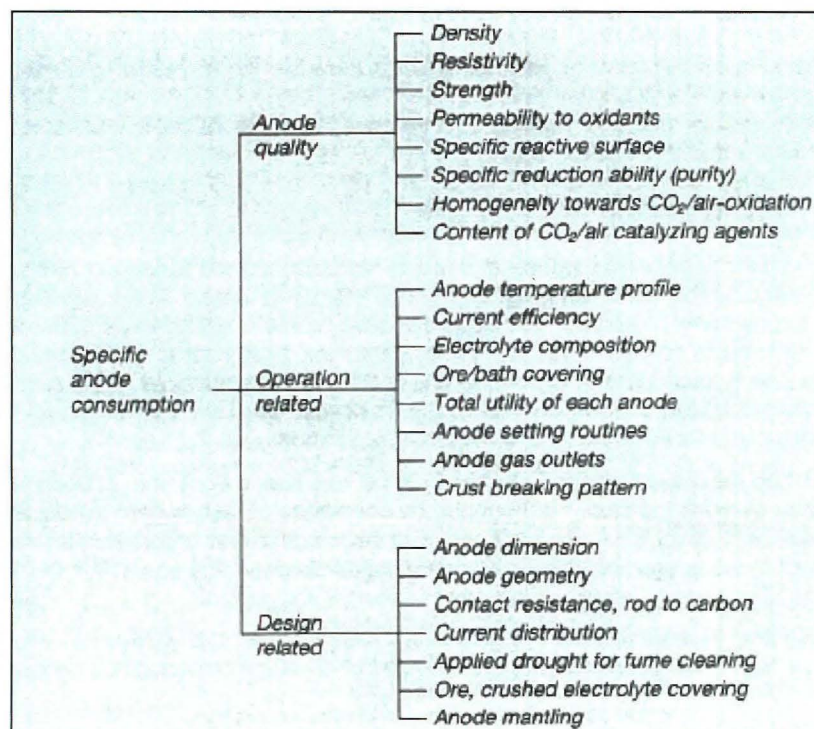 Density
Resistivity
Strength
Anode
quality
Permeability to oxidants
Specific reactive surface
Specific reduction ability (purity)
Homogeneity towards CO₂/air-oxidation
Content of CO₂/air catalyzing agents
Specific
anode
consumption
Anode temperature profile
Current efficiency
Electrolyte composition
Operation
related
Ore/bath covering
Total utility of each anode
Anode setting routines
Anode gas outlets
Crust breaking pattern
Anode dimension
Anode geometry
Contact resistance, rod to carbon
Design
related
Current distribution
Applied drought for fume cleaning
Ore, crushed electrolyte covering
Anode mantling